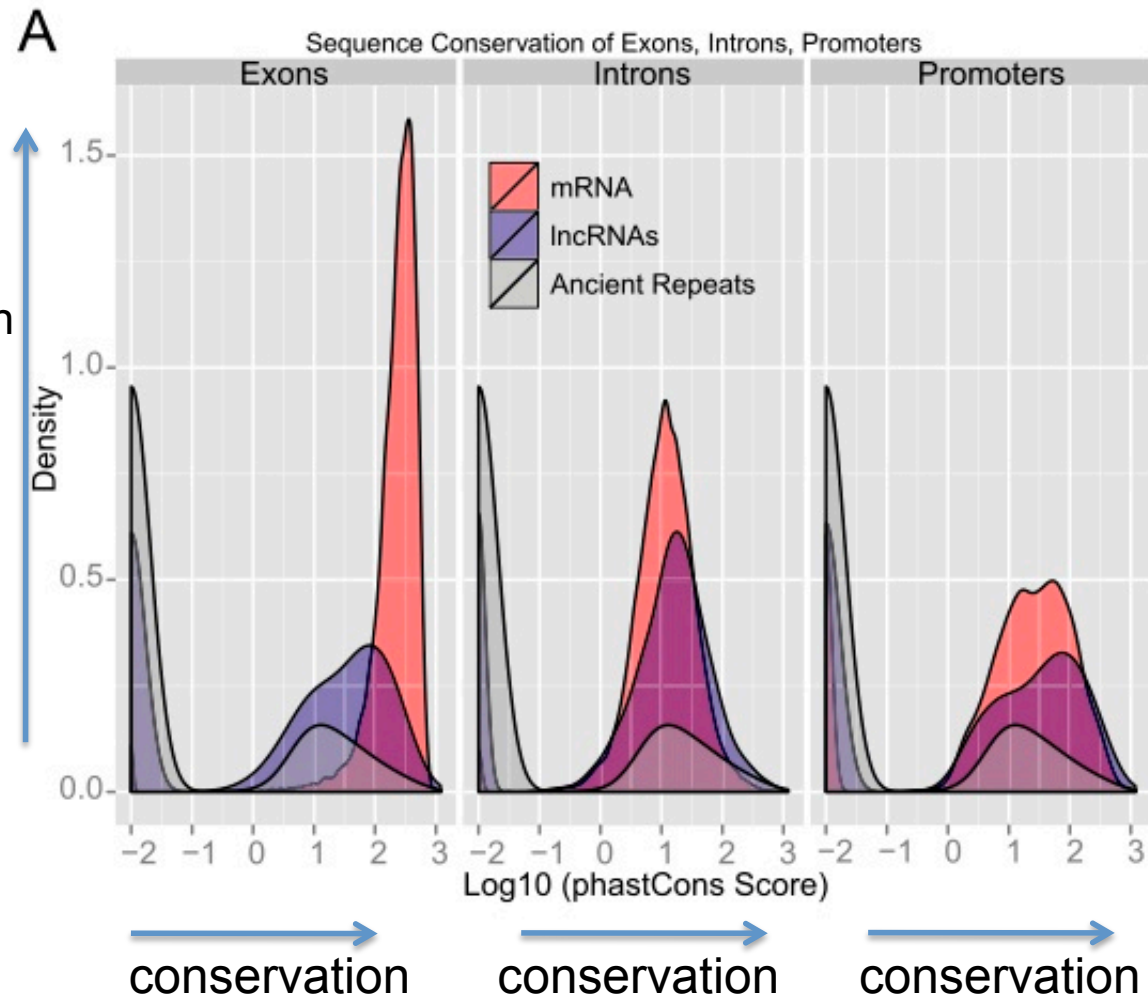 A
Sequence Conservation of Exons, Introns, Promoters
Exons Introns Promoters
1.5
1.0
0.5
0.0
n
Density
mRNA
lncRNAs
Ancient Repeats
−2 −1 0 1 2 3 −2 −1 0 1 2 3 −2 −1 0 1 2 3
Log10 (phastCons Score)
conservation conservation conservation